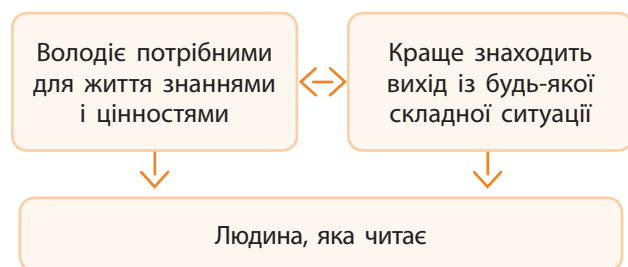 Володіє потрібними
для життя знаннями
і цінностями
Краще знаходить
вихід із будь-якої
складної ситуації
Людина, яка читає